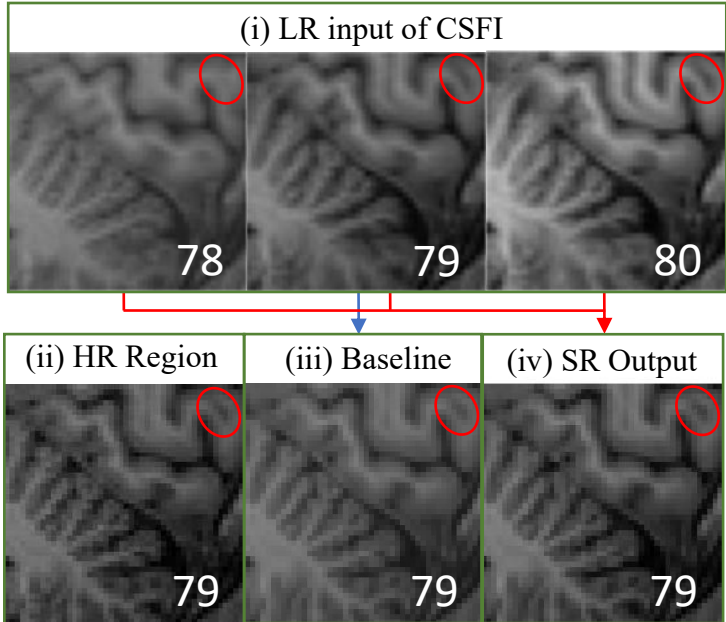 (i) LR input of CSFI
78 79 80
(ii) HR Region (iii) Baseline (iv) SR Output
79 79 79